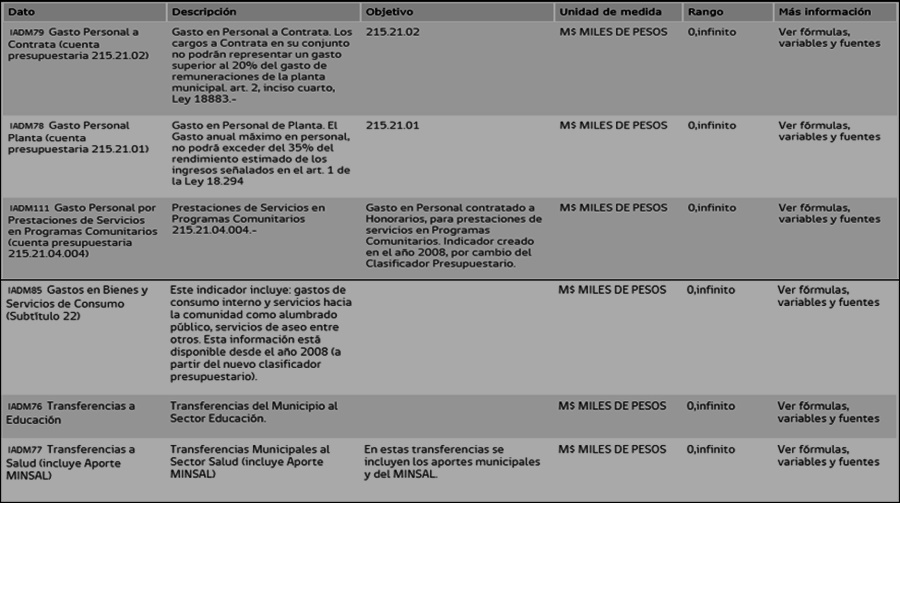 Dato
Descripción
Objetivo
Unidad de medida
Rango
Más información
IADM79 Gasto Personal a
Contrata (cuenta
presupuestaria 215.21.02)
Gasto en Personal a Contrata. Los
cargos a Contrata en su conjunto
no podrán representar un gasto
superior al 20% del gasto de
remuneraciones de la planta
municipal. art. 2, inciso cuarto,
Ley 18883.-
215.21.02
M$ MILES DE PESOS
0,infinito
Ver fórmulas,
variables y fuentes
IADM78 Gasto Personal
Planta (cuenta
presupuestaria 215.21.01)
Gasto en Personal de Planta. El
Gasto anual máximo en personal,
no podrá exceder del 35% del
rendimiento estimado de los
ingresos señalados en el art. 1 de
la Ley 18.294
215.21.01
M$ MILES DE PESOS
0,infinito
Ver fórmulas,
variables y fuentes
IADM111 Gasto Personal por
Prestaciones de Servicios
en Programas Comunitarios
(cuenta presupuestaria
215.21.04.004)
Prestaciones de Servicios en
Programas Comunitarios
215.21.04.004.-
Gasto en Personal contratado a
Honorarios, para prestaciones de
servicios en Programas
Comunitarios. Indicador creado
en el año 2008, por cambio del
Clasificador Presupuestario.
M$ MILES DE PESOS
0,infinito
Ver fórmulas,
variables y fuentes
IADM85 Gastos en Bienes y
Servicios de Consumo
(Subtítulo 22)
Este indicador incluye: gastos de
consumo interno y servicios hacia
la comunidad como alumbrado
público, servicios de aseo entre
otros. Esta información está
disponible desde el año 2008 (a
partir del nuevo clasificador
presupuestario).
M$ MILES DE PESOS
0,infinito
Ver fórmulas,
variables y fuentes
IADM76 Transferencias a
Educación
Transferencias del Municipio al
Sector Educación.
M$ MILES DE PESOS
0,infinito
Ver fórmulas,
variables y fuentes
IADM77 Transferencias a
Salud (incluye Aporte
MINSAL)
Transferencias Municipales al
Sector Salud (incluye Aporte
MINSAL)
En estas transferencias se
incluyen los aportes municipales
y del MINSAL.
M$ MILES DE PESOS
0,infinito
Ver fórmulas,
variables y fuentes